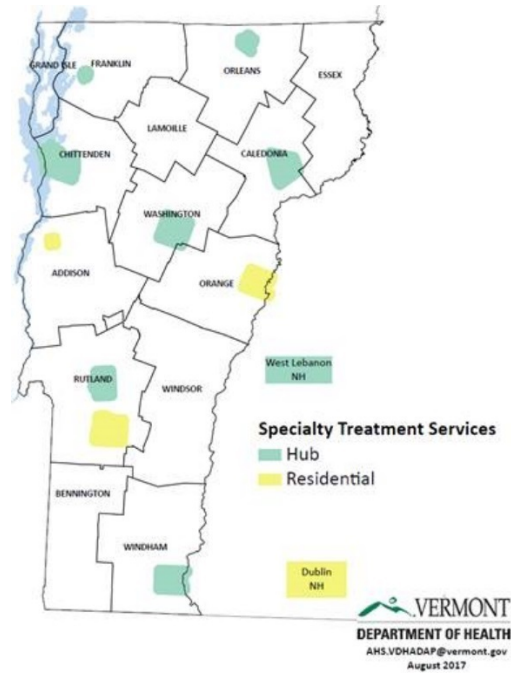 GRAND ISLE
FRANKLIN
ORLEANS
ESSEX
LAMOILLE
CHITTENDEN
CALEDONIA
WASHINGTON
ADDISON
ORANGE
West Lebanon
NH
RUTLAND
WINDSOR
Specialty Treatment Services
Hub
Residential
BENNINGTON
WINDHAM
Dublin
NH
VERMONT
DEPARTMENT OF HEALTH
AHS.VDHADAP@vermont.gov
August 2017